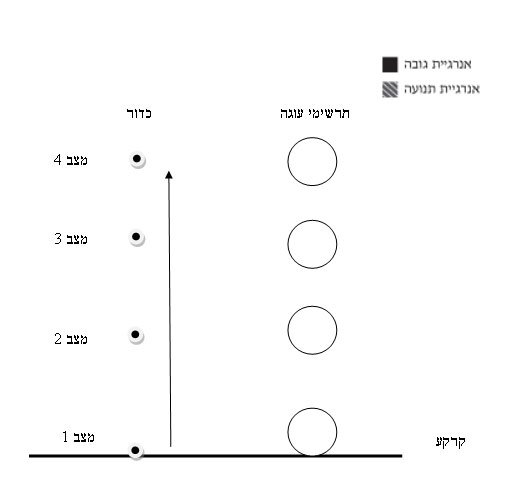 אנרגיית גובה
אנרגיית תנועה
כדור
תרשימי עוגה
מצב 4
מצב 3
מצב 2
מצב 1
קרקע